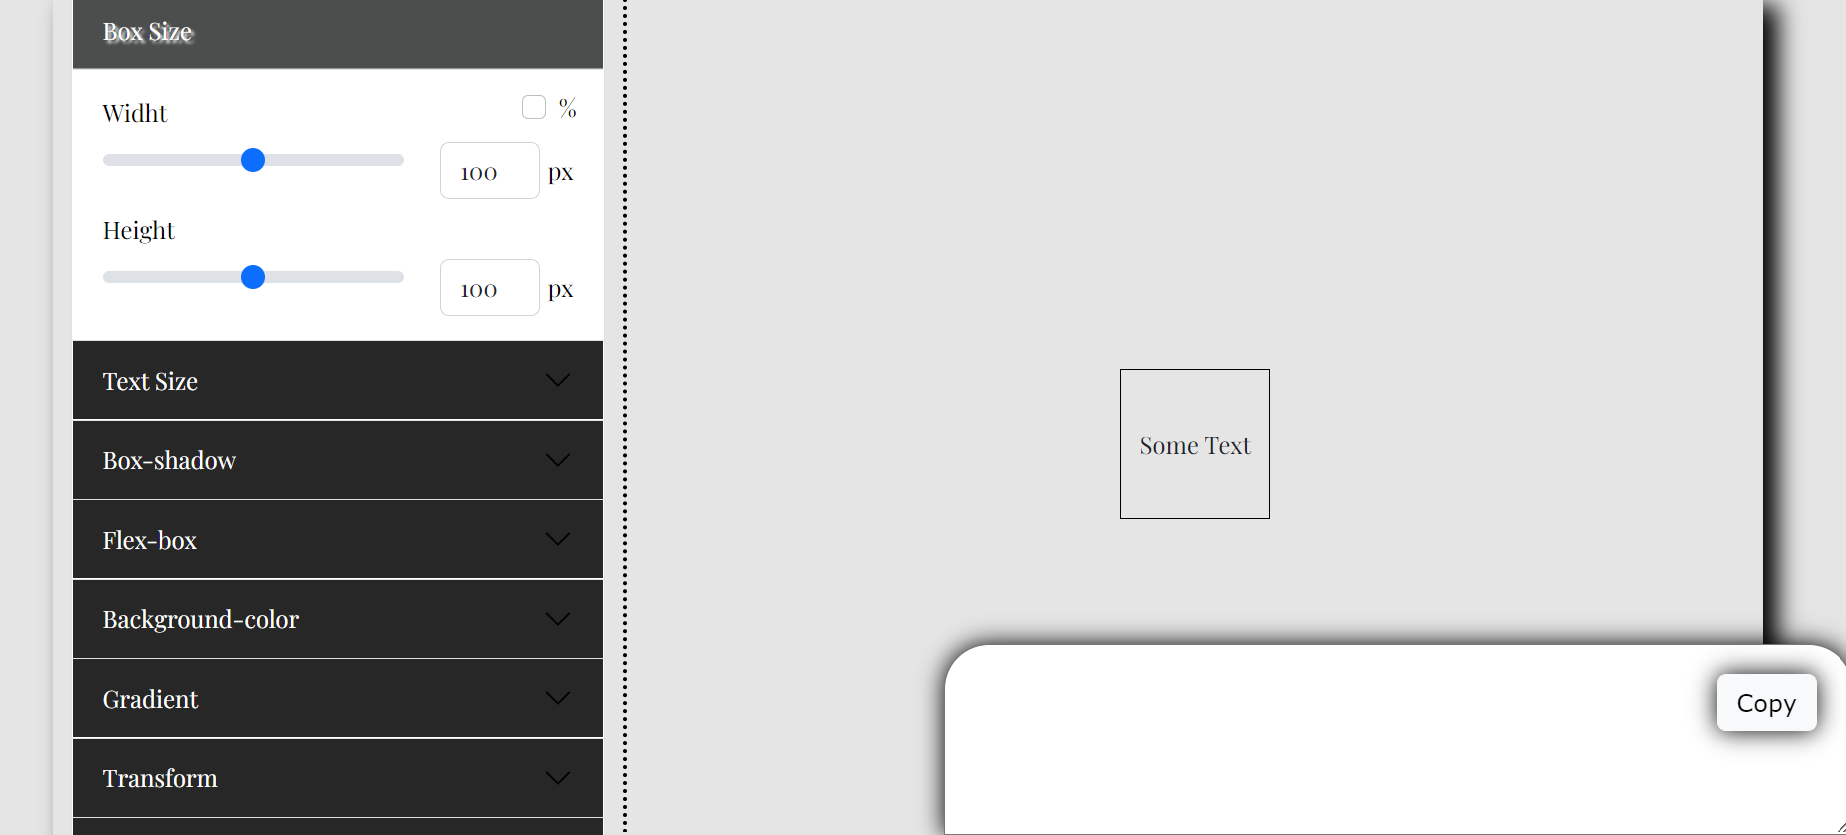 Box Size
Widht
%
100 px
Height
100 px
Text Size
Box-shadow
Flex-box
Background-color
Gradient
Transform
Some Text
Copy